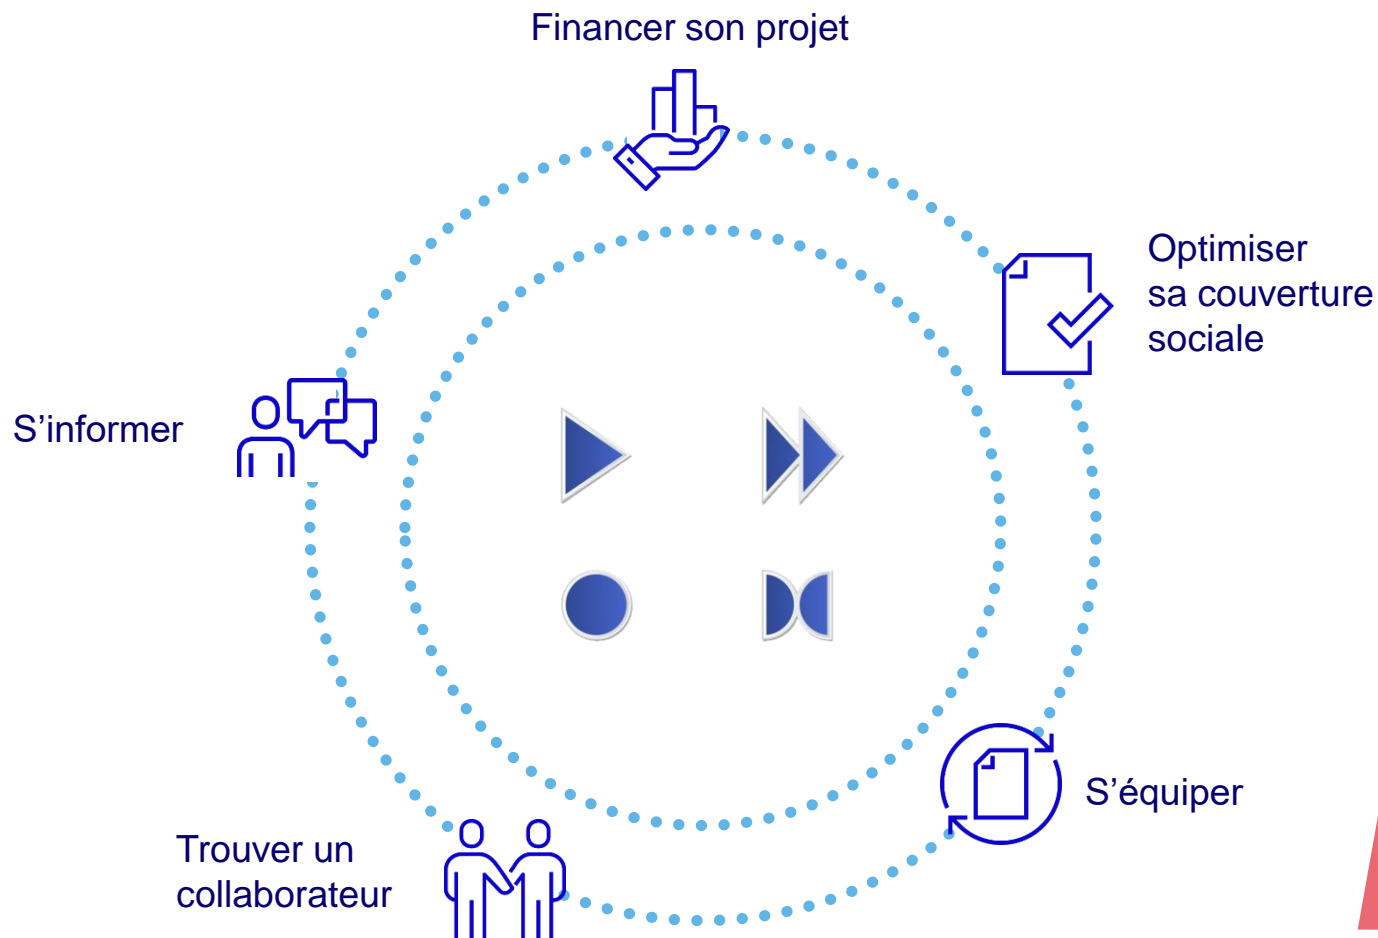 Financer son projet
Optimiser
sa couverture
sociale
S’informer
S’équiper
Trouver un
collaborateur